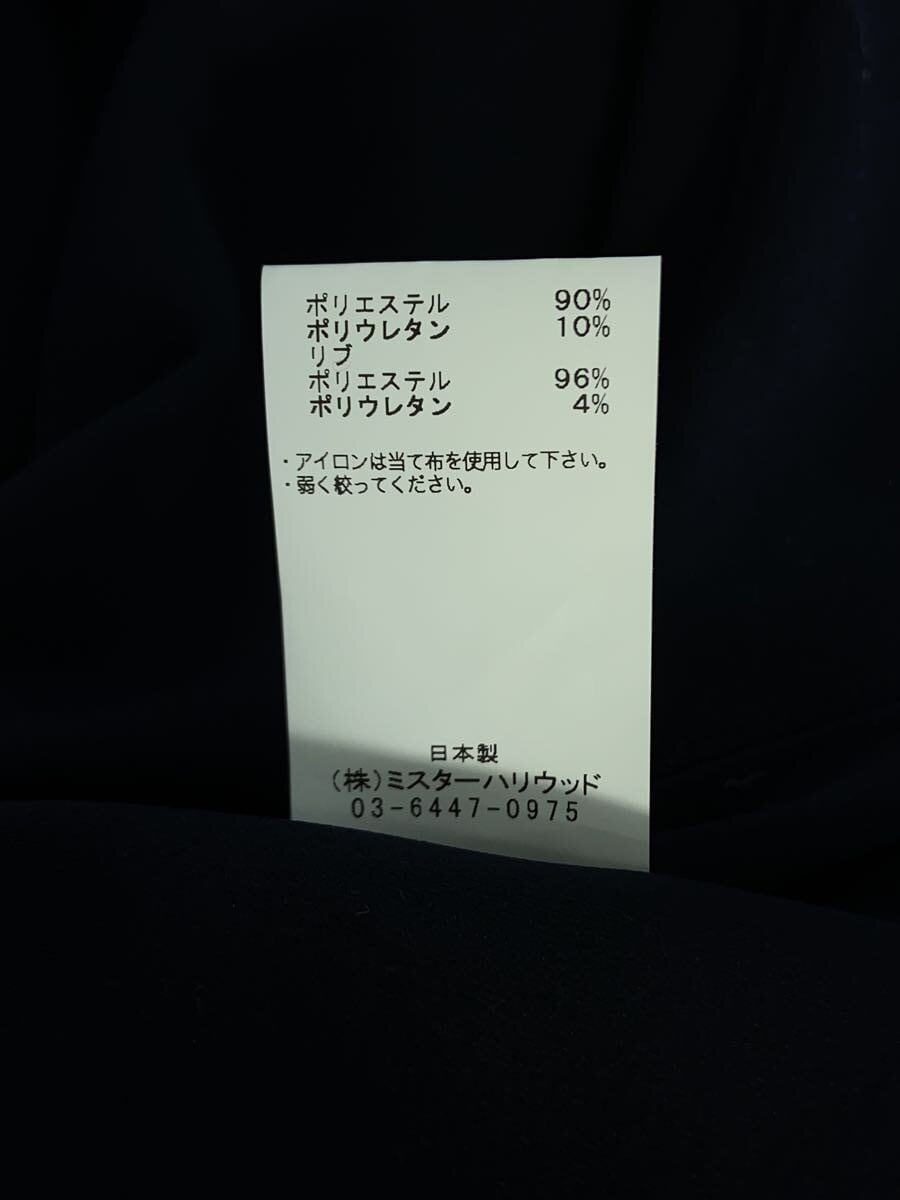 ポリエステル 90%
ポリウレタン 10%
リブ
ポリエステル 96%
ポリウレタン 4%
・アイロンは当て布を使用して下さい。
・弱く絞ってください。
日本製
(株)ミスターハリウッド
03-6447-0975